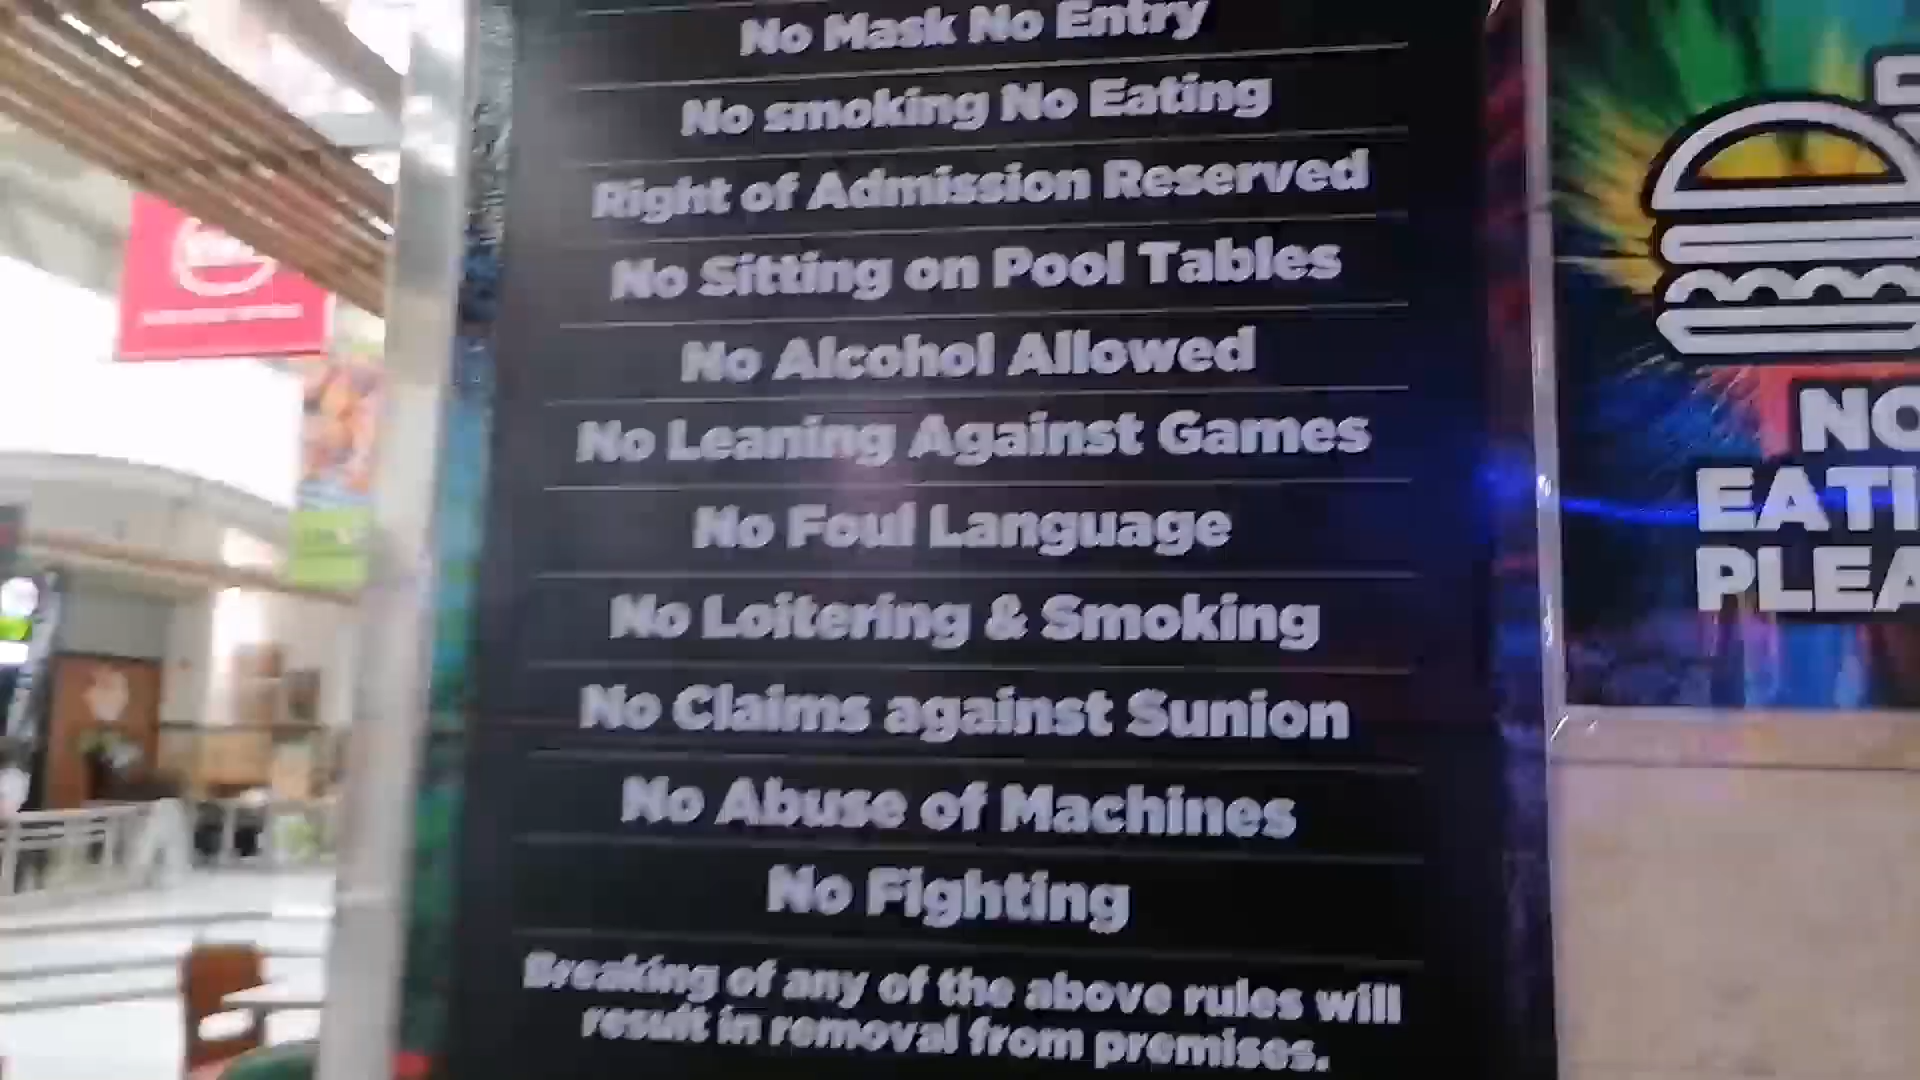 No Mask No Entry
No smoking No Eating
Right of Admission Reserved
No Sitting on Pool Tables
No Alcohol Allowed
No Leaning Against Games
No Foul Language
No Loitering & Smoking
No Claims against Sunion
No Abuse of Machines
No Fighting
Breaking of any of the above rules will
result in removal from premises.
NO
EATI
PLEA